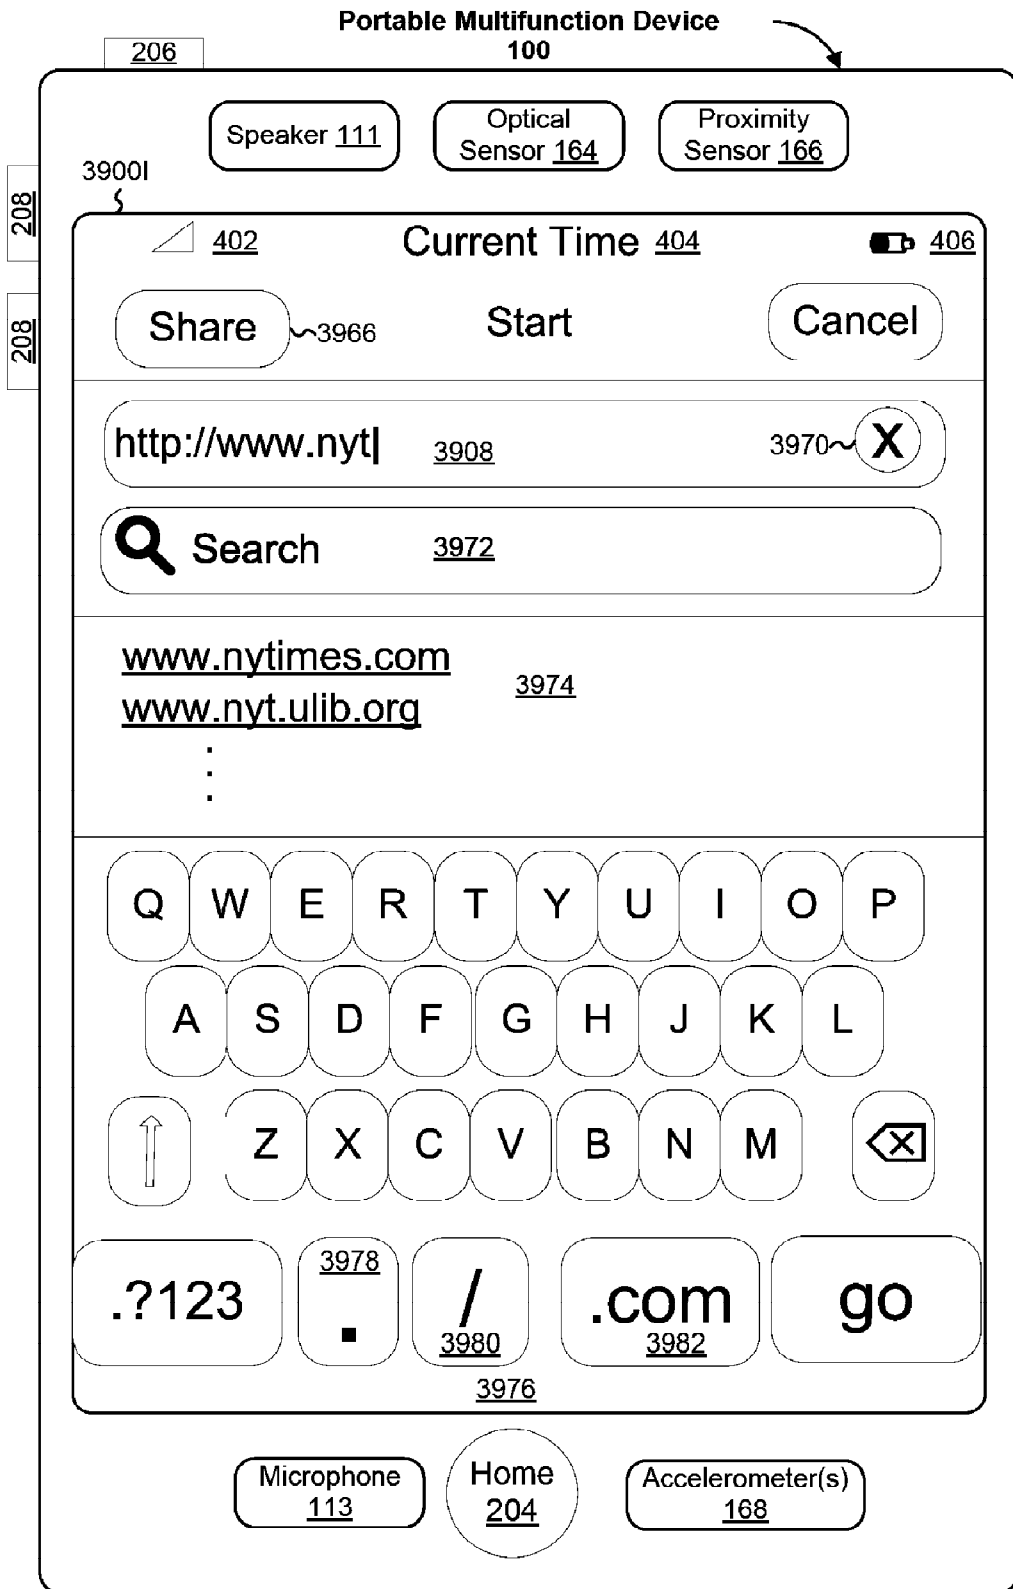 Portable Multifunction Device
100
206
Speaker 111
Optical
Sensor 164
Proximity
Sensor 166
3900I
208
208
402
Current Time 404
406
Share
3966
Start
Cancel
http://www.nyt
3908
3970
X
Search
3972
www.nytimes.com
www.nyt.ulib.org
3974
Q W E R T Y U I O P
A S D F G H J K L
Z X C V B N M
.?123
3978
.
/
3980
.com
3982
go
3976
Microphone
113
Home
204
Accelerometer(s)
168